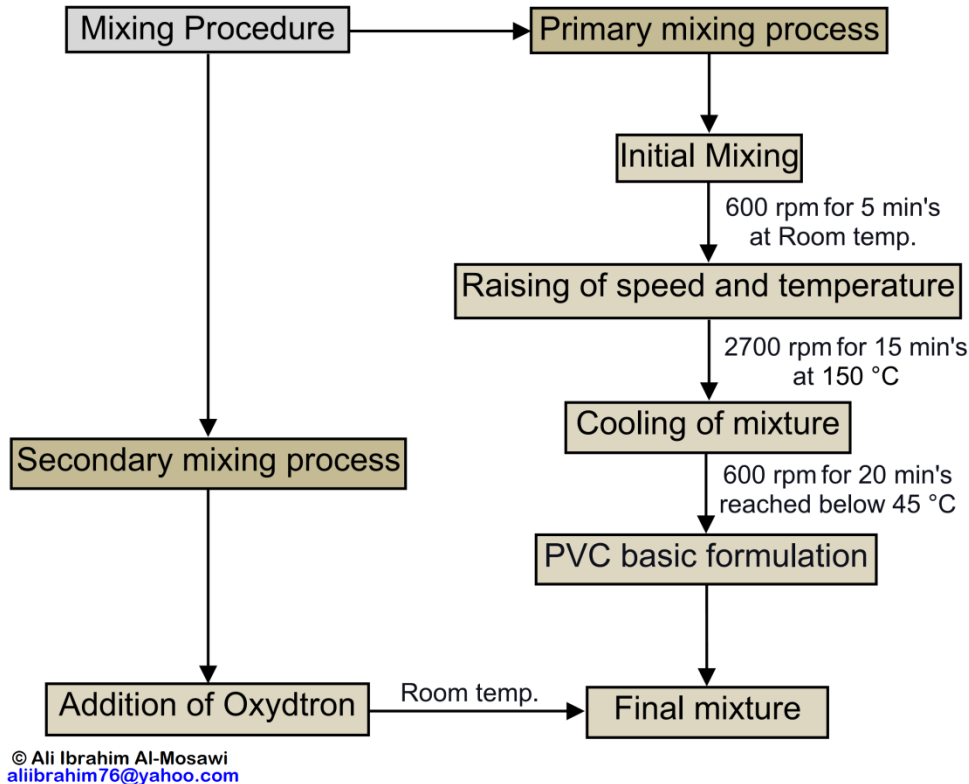 Mixing Procedure
Primary mixing process
Initial Mixing
600 rpm for 5 min's
at Room temp.
Raising of speed and temperature
2700 rpm for 15 min's
at 150 °C
Cooling of mixture
Secondary mixing process
600 rpm for 20 min's
reached below 45 °C
PVC basic formulation
Addition of Oxydtron
Room temp.
Final mixture
© Ali Ibrahim Al-Mosawi
aliibrahim76@yahoo.com